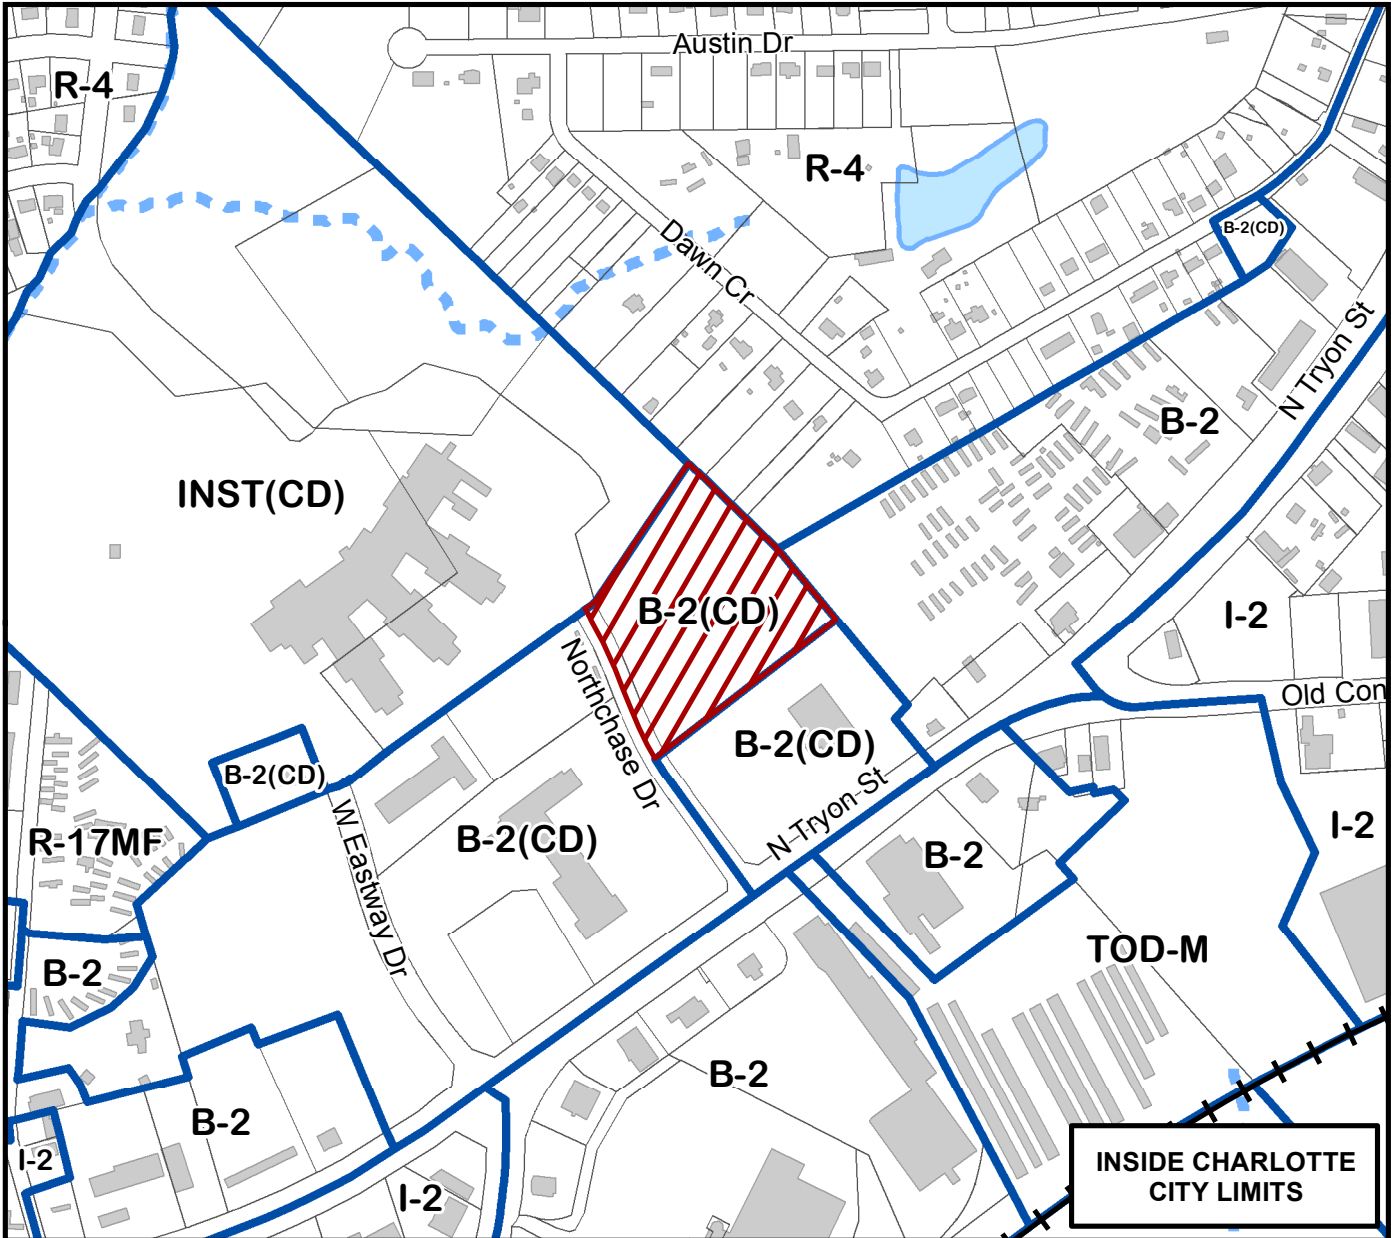 Austin Dr
R-4
R-4
Dawn Cr
B-2(CD)
N Tryon St
B-2
INST(CD)
B-2(CD)
I-2
Northchase Dr
Old Con
B-2(CD)
B-2(CD)
N Tryon St
W Eastway Dr
R-17MF
B-2(CD)
B-2
I-2
TOD-M
B-2
B-2
B-2
I-2
I-2
INSIDE CHARLOTTE
CITY LIMITS